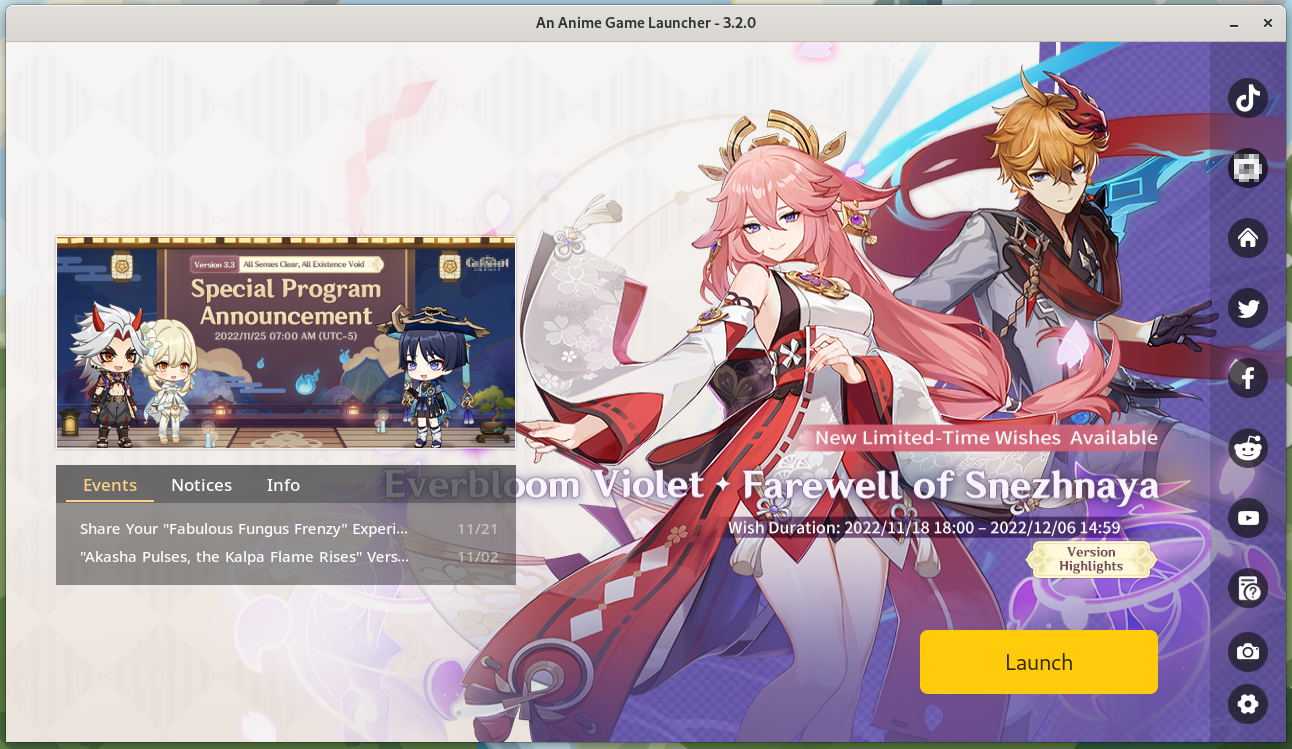 An Anime Game Launcher - 3.2.0
Version 3.3 All Senses Clear, All Existence Void
Special Program
Announcement
2022/11/25 07:00 AM (UTC-5)
Events Notices Info
Share Your "Fabulous Fungus Frenzy" Experi... 11/21
"Akasha Pulses, the Kalpa Flame Rises" Vers... 11/02
New Limited-Time Wishes Available
Everbloom Violet ✦ Farewell of Snezhnaya
Wish Duration: 2022/11/18 18:00 – 2022/12/06 14:59
Version
Highlights
Launch